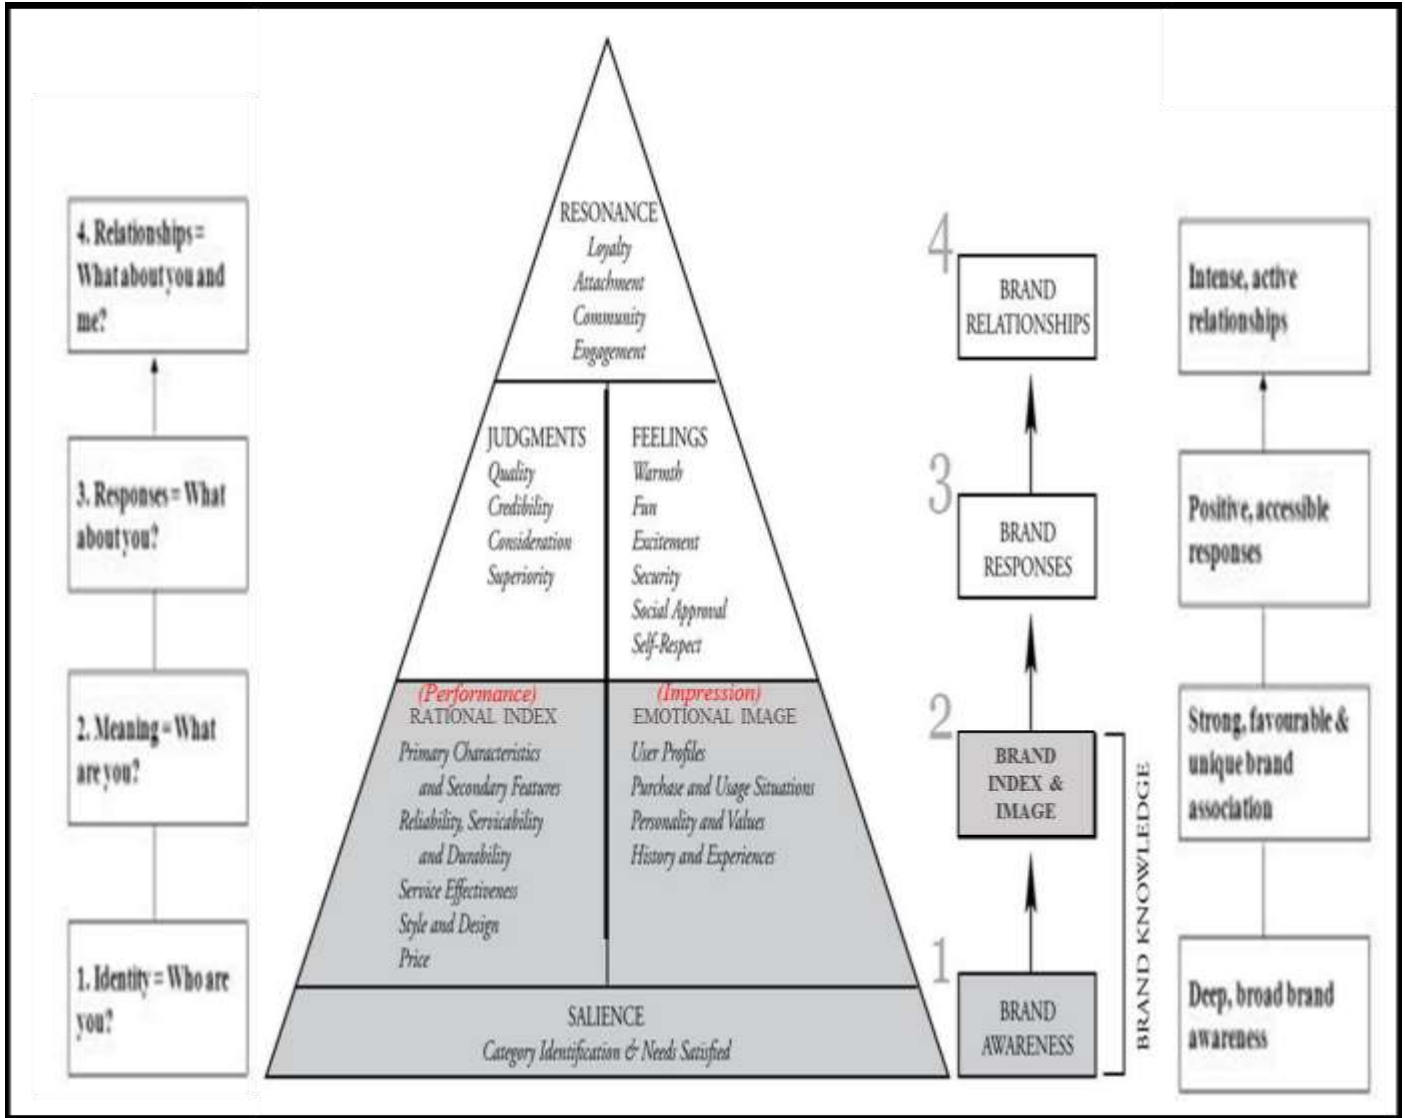 4. Relationships =
What about you and
me?
3. Responses = What
about you?
2. Meaning = What
are you?
1. Identity = Who are
you?
RESONANCE
Loyalty
Attachment
Community
Engagement
JUDGMENTS
Quality
Credibility
Consideration
Superiority
FEELINGS
Warmth
Fun
Excitement
Security
Social Approval
Self-Respect
(Performance)
RATIONAL INDEX
Primary Characteristics
and Secondary Features
Reliability, Servicability
and Durability
Service Effectiveness
Style and Design
Price
(Impression)
EMOTIONAL IMAGE
User Profiles
Purchase and Usage Situations
Personality and Values
History and Experiences
SALIENCE
Category Identification & Needs Satisfied
4
BRAND
RELATIONSHIPS
3
BRAND
RESPONSES
2
BRAND
INDEX &
IMAGE
1
BRAND
AWARENESS
BRAND KNOWLEDGE
Intense, active
relationships
Positive, accessible
responses
Strong, favourable &
unique brand
association
Deep, broad brand
awareness